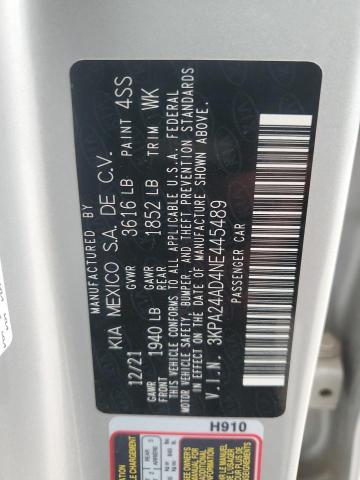 MANUFACTURED BY
KIA MEXICO S.A. DE C.V.
12/21 3616 LB PAINT 4SS
GVWR
1940 LB 1852 LB TRIM WK
GAWR FRONT GAWR REAR
THIS VEHICLE CONFORMS TO ALL APPLICABLE U.S.A. FEDERAL
MOTOR VEHICLE SAFETY, BUMPER, AND THEFT PREVENTION STANDARDS
IN EFFECT ON THE DATE OF MANUFACTURE SHOWN ABOVE.
V.I.N. 3KPA24AD4NE445489
PASSENGER CAR
H910